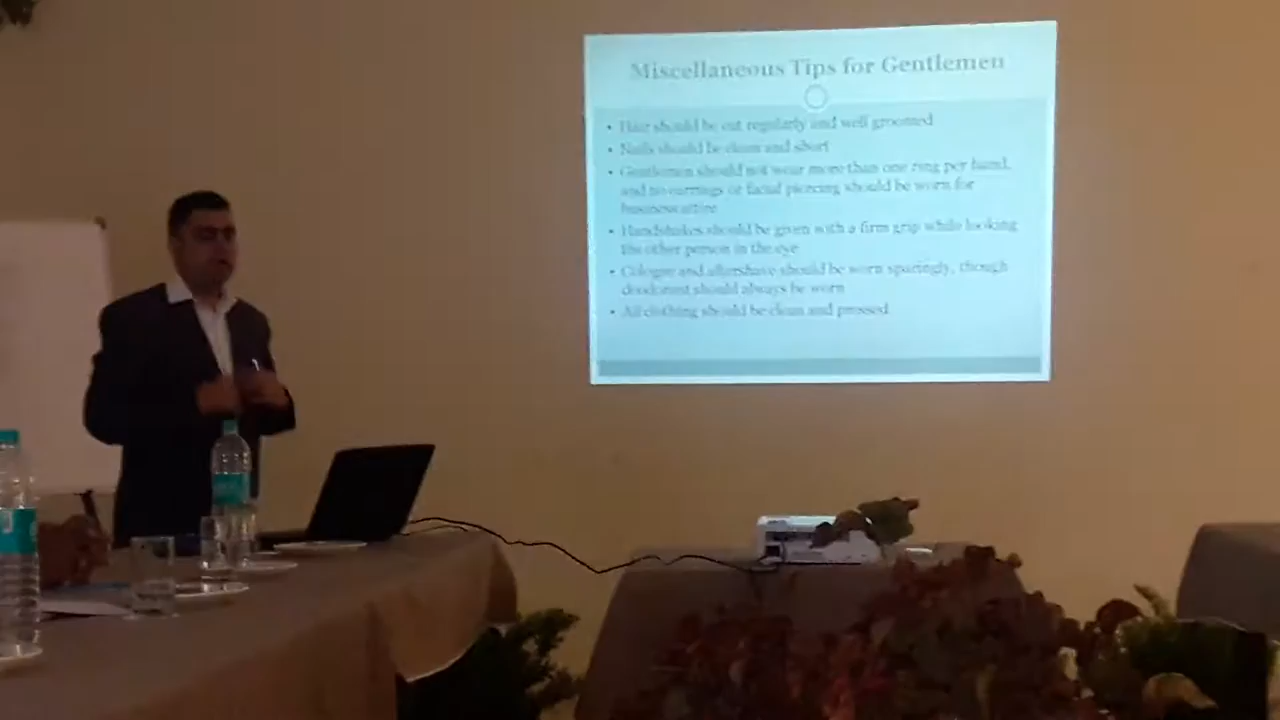 Miscellaneous Tips for Gentlemen
• Hair should be cut regularly and well groomed
• Nails should be clean and short
• Gentlemen should not wear more than one ring per hand,
and no earrings or facial piercing should be worn for
business attire
• Handshakes should be given with a firm grip while looking
the other person in the eye
• Cologne and aftershave should be worn sparingly, though
deodorant should always be worn
• All clothing should be clean and pressed